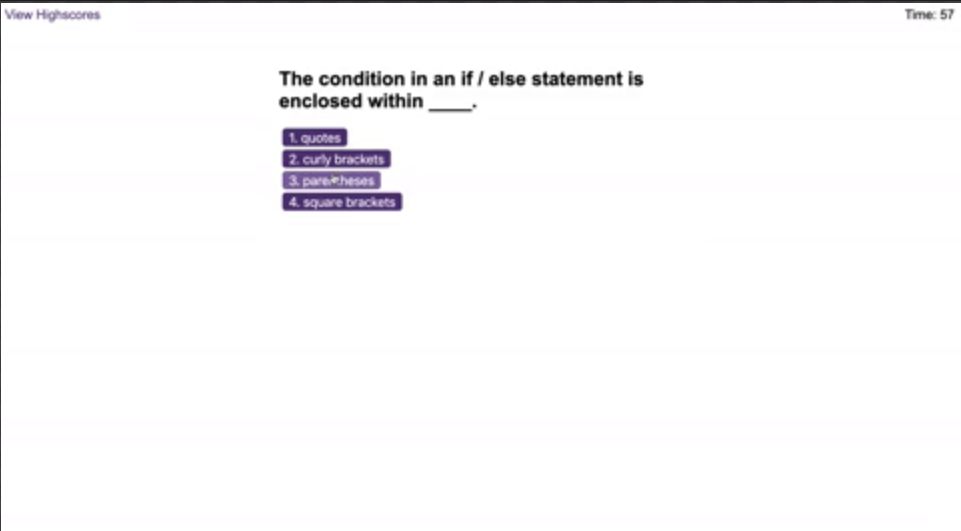 View Highscores
Time: 57
The condition in an if / else statement is
enclosed within ____.
1. quotes
2. curly brackets
3. parentheses
4. square brackets